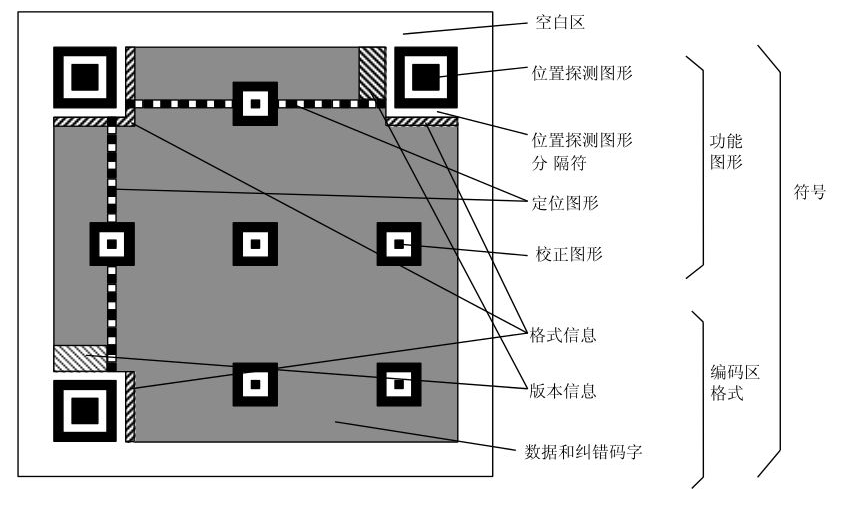 空白区
位置探测图形
位置探测图形
分 隔符
定位图形
校正图形
格式信息
版本信息
数据和纠错码字
功能
图形
编码区
格式
符号